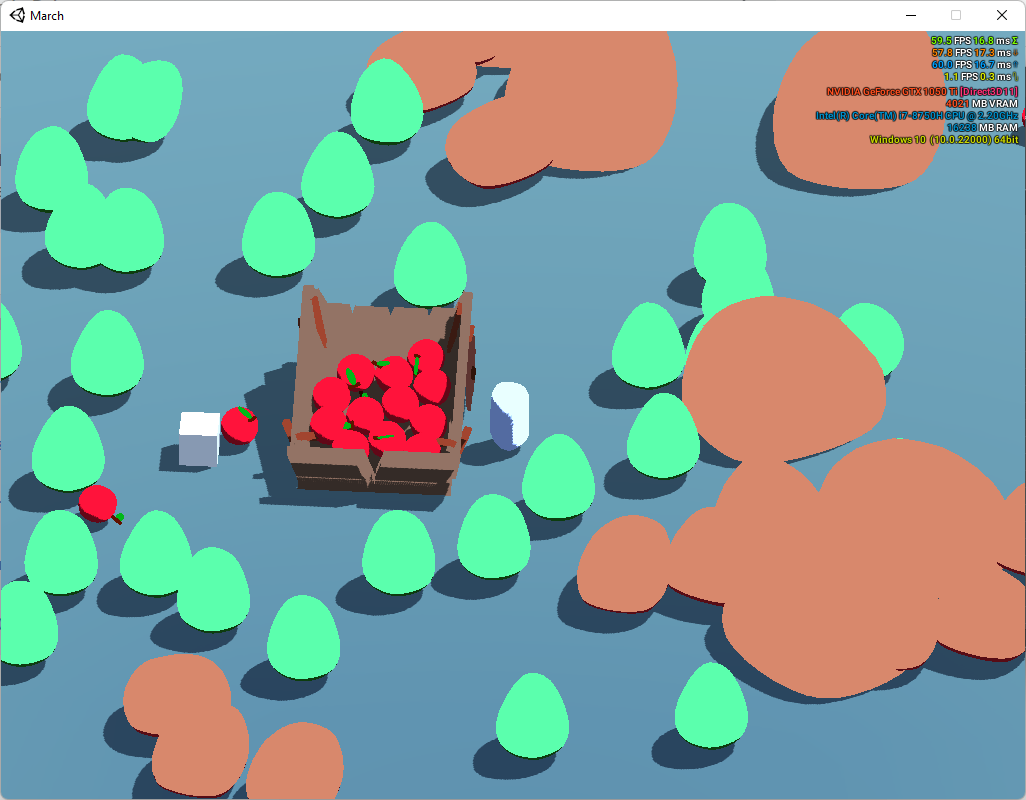 March
59.5 FPS 16.8 ms Σ
57.8 FPS 17.3 ms
60.0 FPS 16.7 ms
1.1 FPS 0.3 ms
NVIDIA GeForce GTX 1050 Ti [Direct3D11]
4021 MB VRAM
Intel(R) Core(TM) i7-8750H CPU @ 2.20GHz
16238 MB RAM
Windows 10 (10.0.22000) 64bit